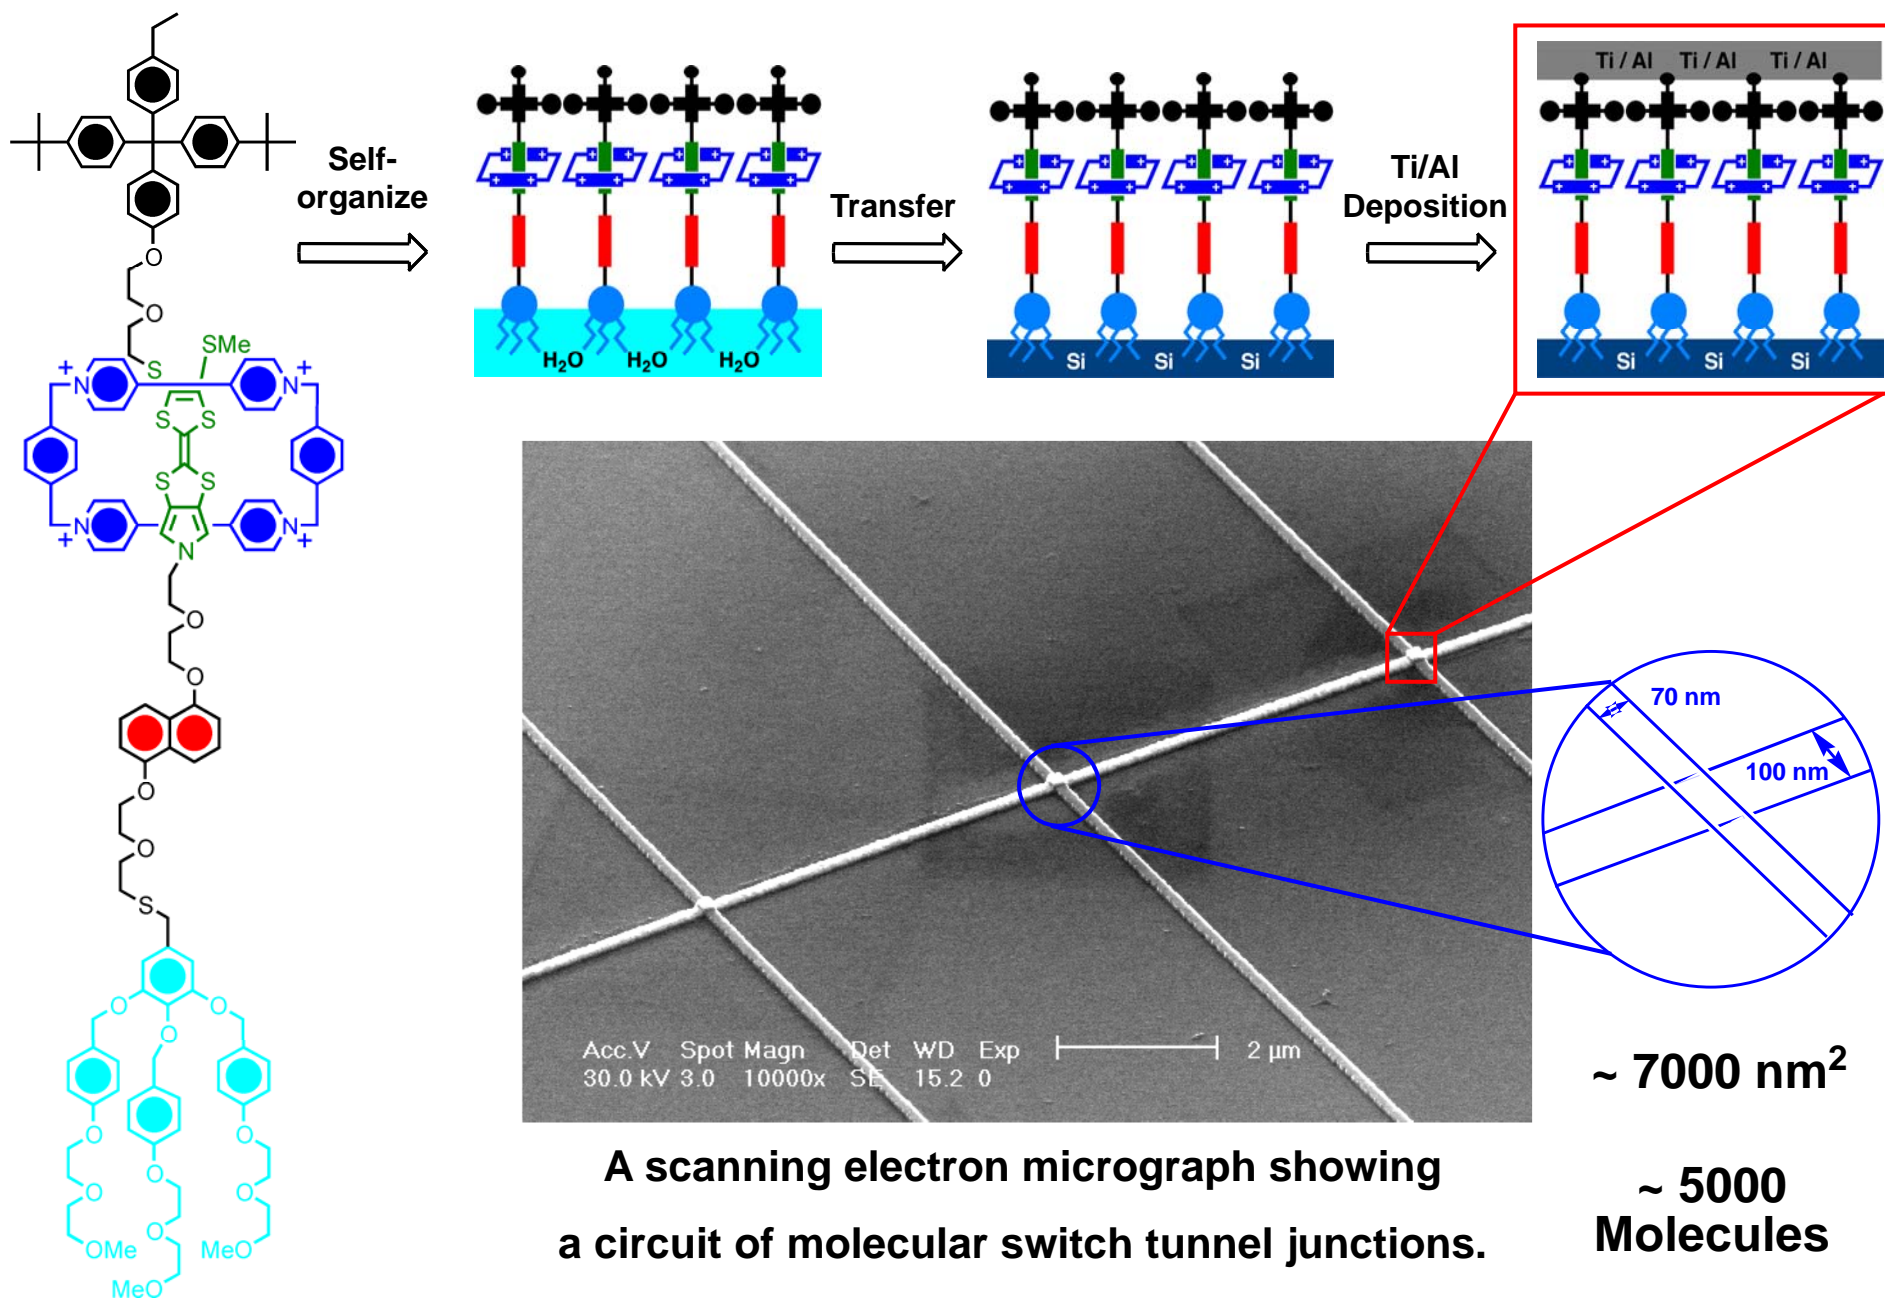 Self-
organize
Transfer
Ti/Al
Deposition
Ti / Al Ti / Al Ti / Al
H2O H2O H2O
Si Si Si
Si Si Si
O
O
S
SMe
N+ N+
S S
S S
N+ N+
N
O
O
O
O
S
O O
O
O O
O
O O
O
OMe MeO
MeO
70 nm
100 nm
Acc.V Spot Magn Det WD Exp 2 µm
30.0 kV 3.0 10000x SE 15.2 0
~ 7000 nm²
~ 5000
Molecules
A scanning electron micrograph showing
a circuit of molecular switch tunnel junctions.